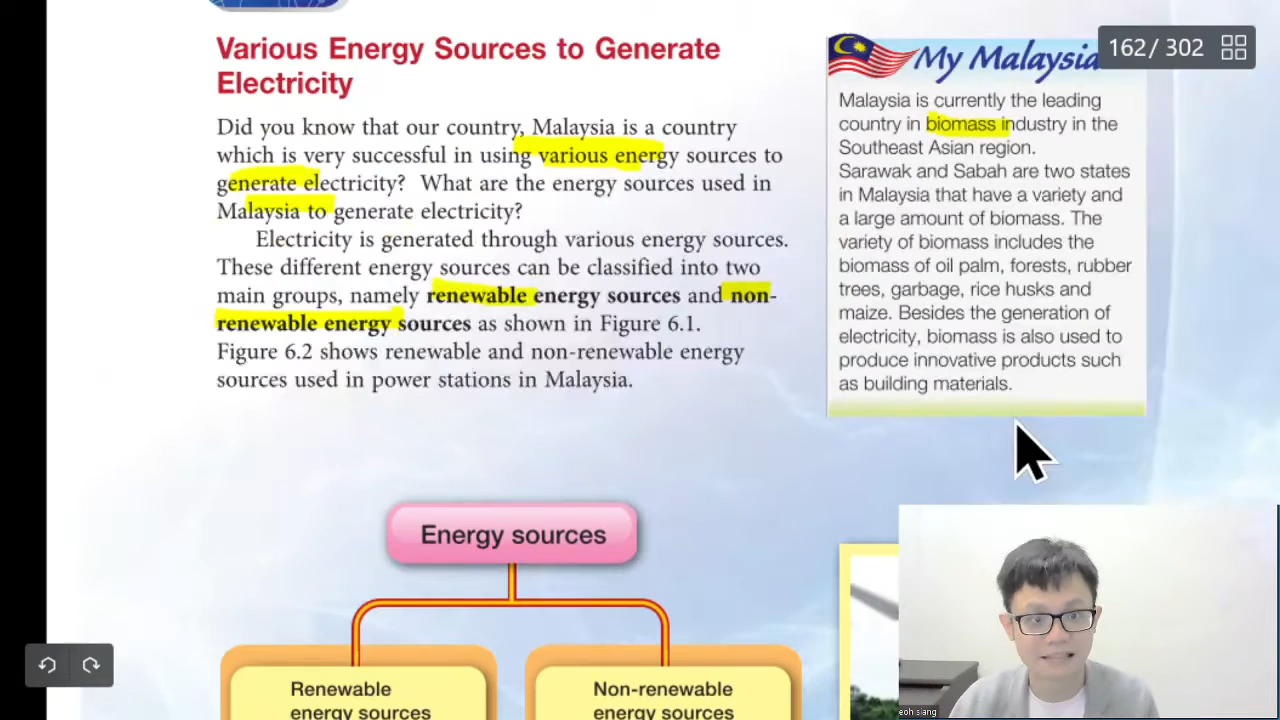 Various Energy Sources to Generate
Electricity
Did you know that our country, Malaysia is a country
which is very successful in using various energy sources to
generate electricity? What are the energy sources used in
Malaysia to generate electricity?
Electricity is generated through various energy sources.
These different energy sources can be classified into two
main groups, namely renewable energy sources and non-
renewable energy sources as shown in Figure 6.1.
Figure 6.2 shows renewable and non-renewable energy
sources used in power stations in Malaysia.
My Malaysia
162/ 302
Malaysia is currently the leading
country in biomass industry in the
Southeast Asian region.
Sarawak and Sabah are two states
in Malaysia that have a variety and
a large amount of biomass. The
variety of biomass includes the
biomass of oil palm, forests, rubber
trees, garbage, rice husks and
maize. Besides the generation of
electricity, biomass is also used to
produce innovative products such
as building materials.
Energy sources
Renewable
energy sources
Non-renewable
energy sources
eoh siang